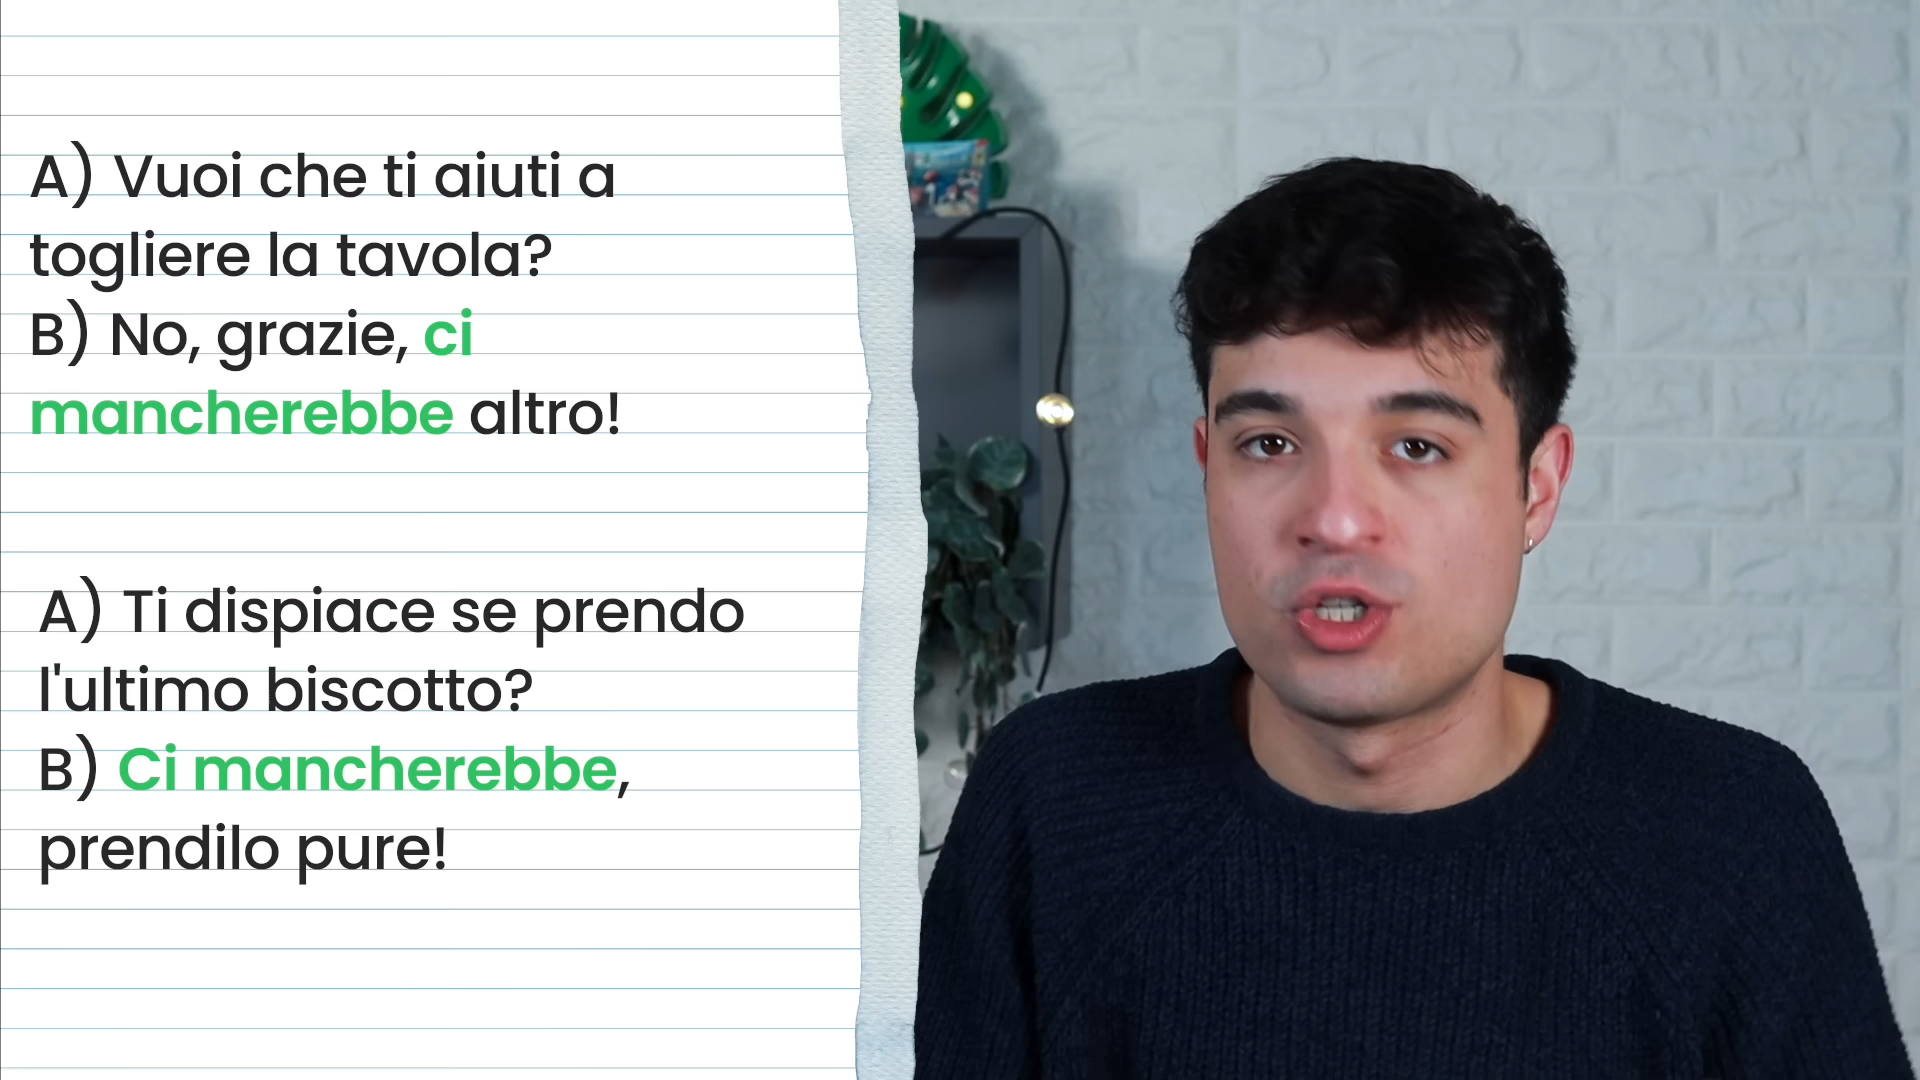 A) Vuoi che ti aiuti a
togliere la tavola?
B) No, grazie, ci
mancherebbe altro!
A) Ti dispiace se prendo
l'ultimo biscotto?
B) Ci mancherebbe,
prendilo pure!